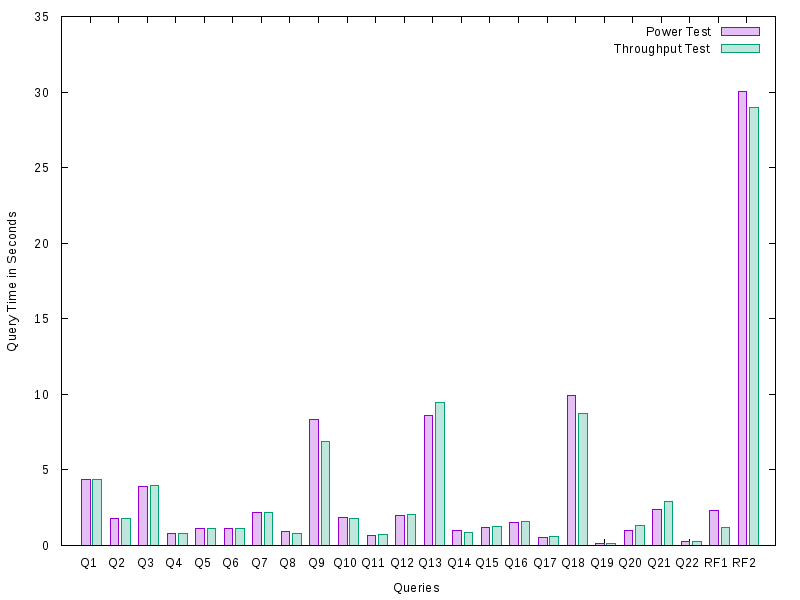 35
30
25
20
15
10
5
0
Query Time in Seconds
Power Test
Throughput Test
Q1 Q2 Q3 Q4 Q5 Q6 Q7 Q8 Q9 Q10 Q11 Q12 Q13 Q14 Q15 Q16 Q17 Q18 Q19 Q20 Q21 Q22 RF1 RF2
Queries